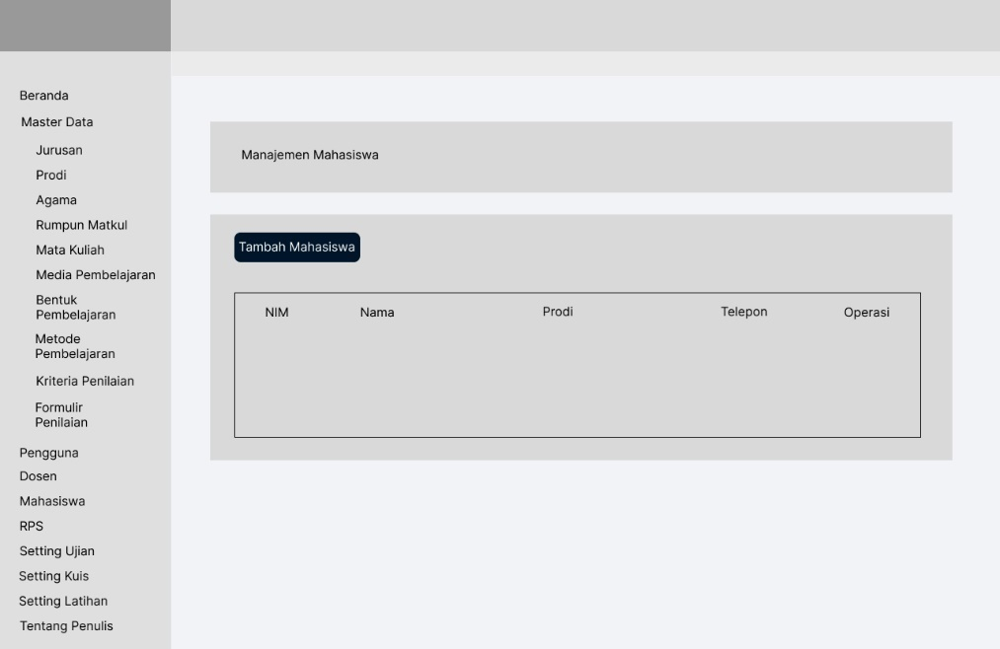 Beranda
Master Data
Jurusan
Prodi
Agama
Rumpun Matkul
Mata Kuliah
Media Pembelajaran
Bentuk
Pembelajaran
Metode
Pembelajaran
Kriteria Penilaian
Formulir
Penilaian
Pengguna
Dosen
Mahasiswa
RPS
Setting Ujian
Setting Kuis
Setting Latihan
Tentang Penulis
Manajemen Mahasiswa
Tambah Mahasiswa
NIM Nama Prodi Telepon Operasi